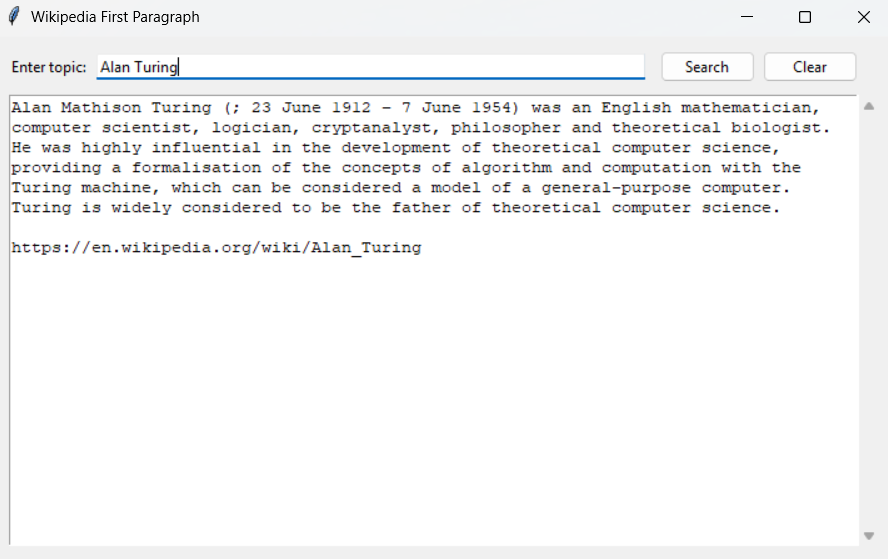 Wikipedia First Paragraph
Enter topic: Alan Turing Search Clear
Alan Mathison Turing (; 23 June 1912 – 7 June 1954) was an English mathematician,
computer scientist, logician, cryptanalyst, philosopher and theoretical biologist.
He was highly influential in the development of theoretical computer science,
providing a formalisation of the concepts of algorithm and computation with the
Turing machine, which can be considered a model of a general-purpose computer.
Turing is widely considered to be the father of theoretical computer science.
https://en.wikipedia.org/wiki/Alan_Turing